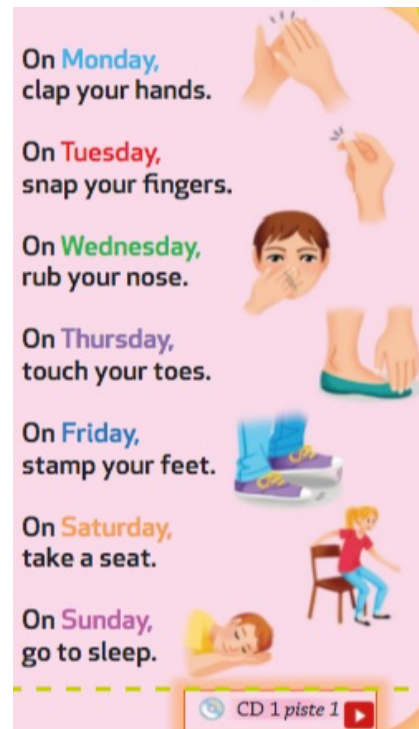 On Monday,
clap your hands.
On Tuesday,
snap your fingers.
On Wednesday,
rub your nose.
On Thursday,
touch your toes.
On Friday,
stamp your feet.
On Saturday,
take a seat.
On Sunday,
go to sleep.
CD 1 piste 1